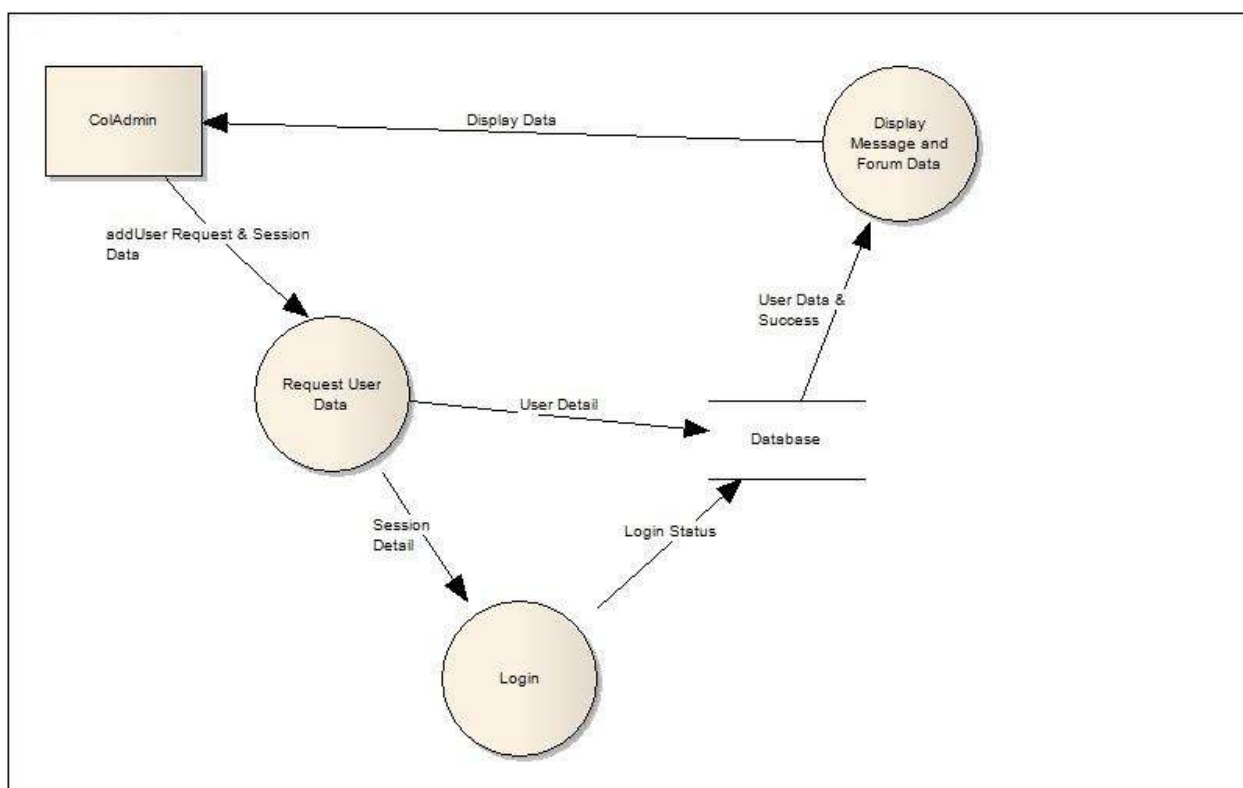 ColAdmin
Display Data
Display
Message and
Forum Data
addUser Request & Session
Data
User Data &
Success
Request User
Data
User Detail
Database
Session
Detail
Login Status
Login